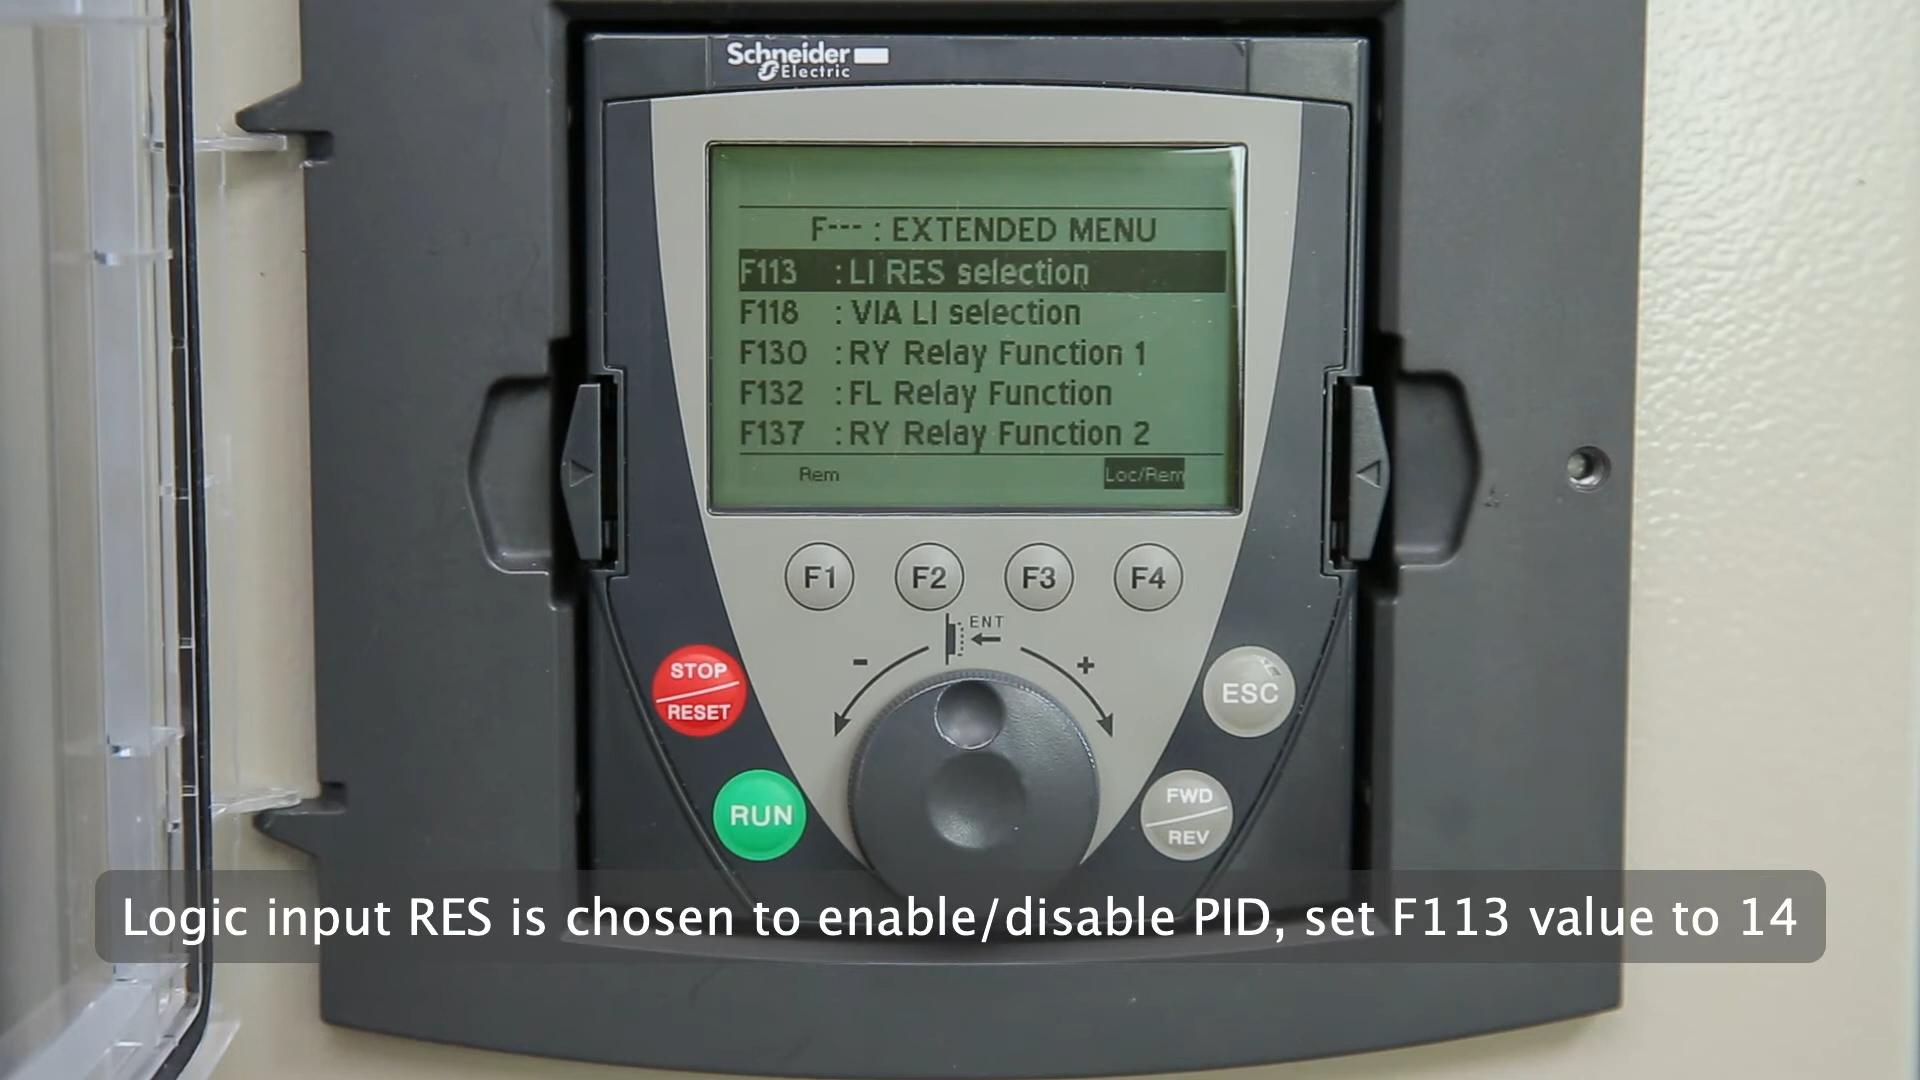 Schneider
Electric
F--- : EXTENDED MENU
F113 : LI RES selection
F118 : VIA LI selection
F130 : RY Relay Function 1
F132 : FL Relay Function
F137 : RY Relay Function 2
Rem Loc/Rem
F1 F2 F3 F4
ENT
- +
STOP
RESET
ESC
RUN
FWD
REV
Logic input RES is chosen to enable/disable PID, set F113 value to 14